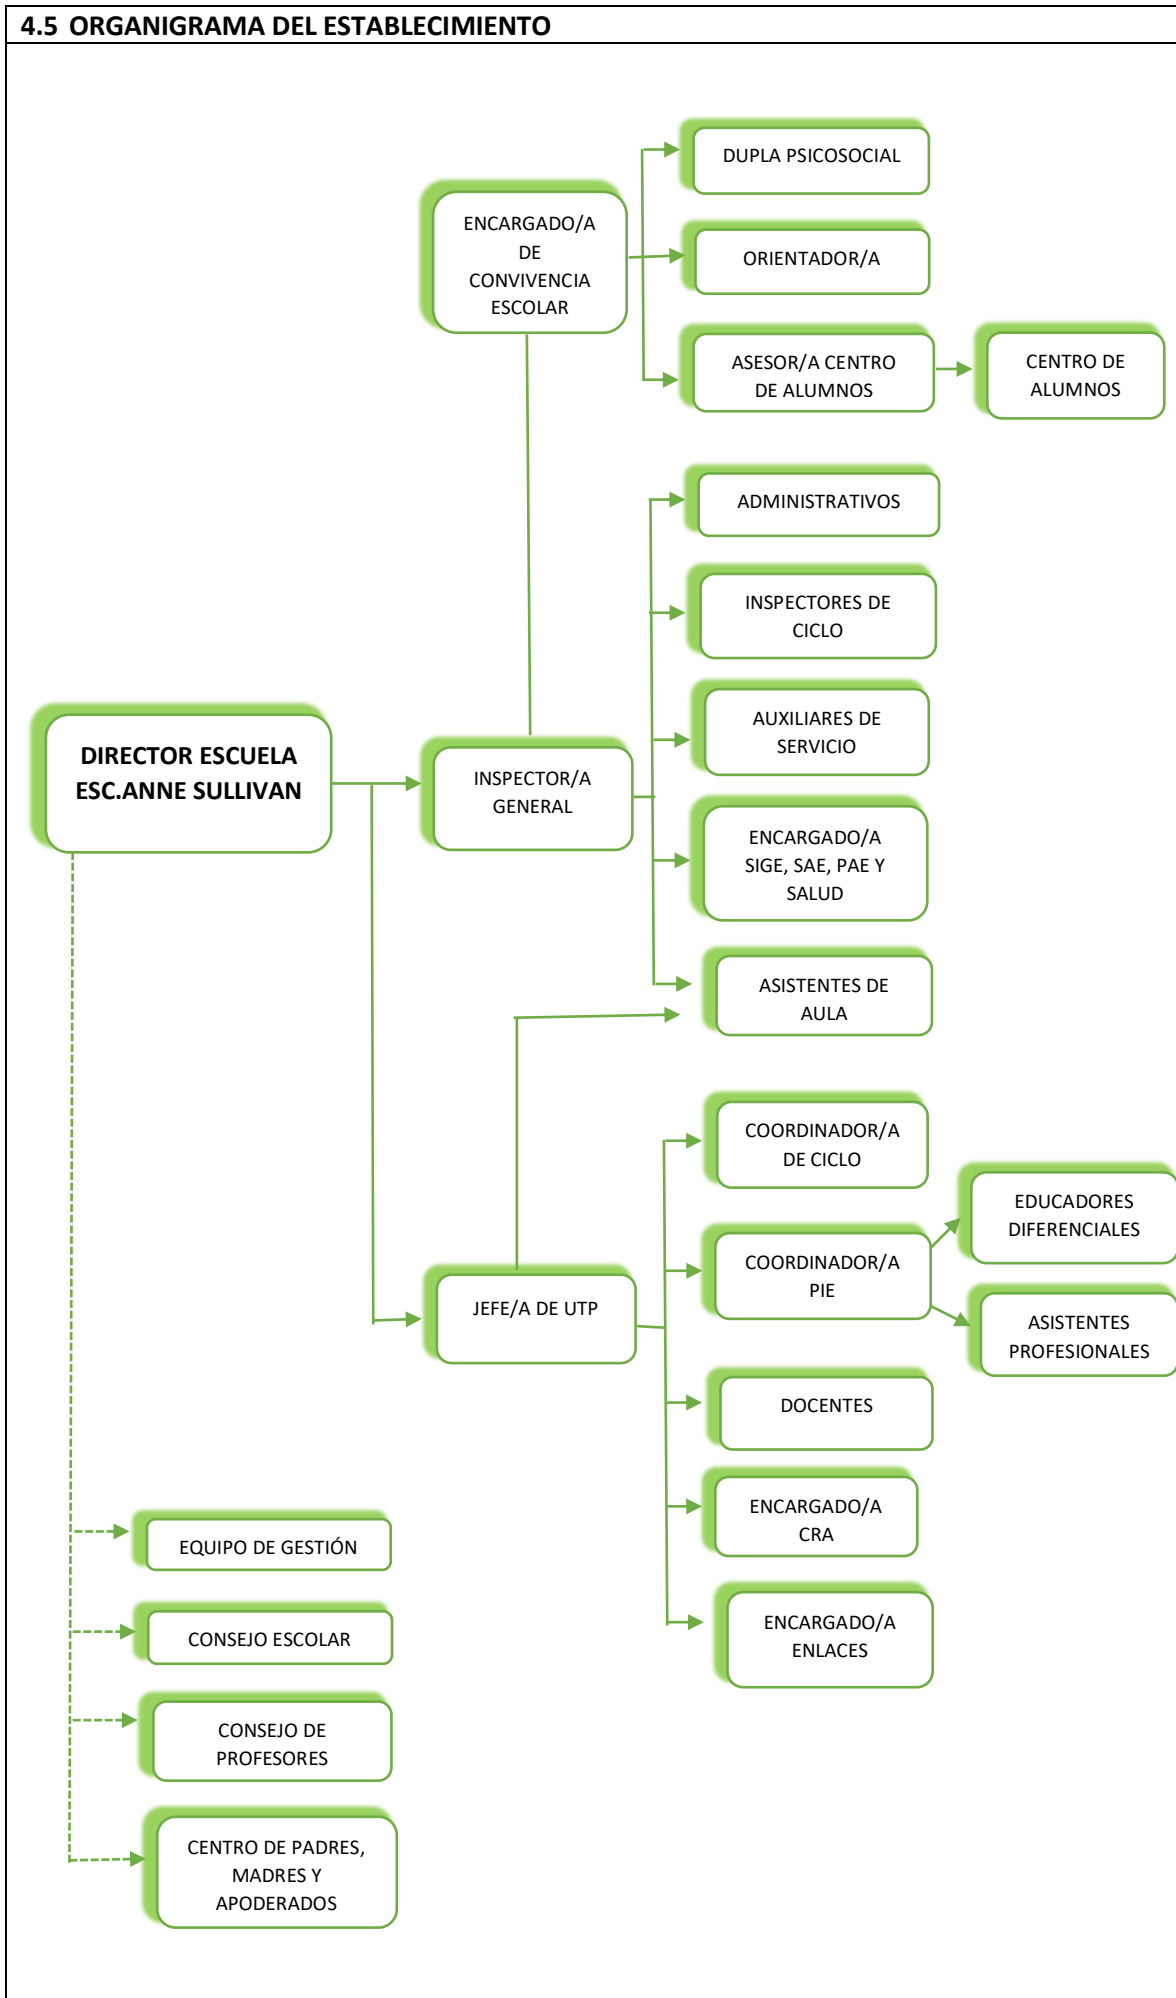 4.5 ORGANIGRAMA DEL ESTABLECIMIENTO
DUPLA PSICOSOCIAL
ENCARGADO/A
DE
CONVIVENCIA
ESCOLAR
ORIENTADOR/A
ASESOR/A CENTRO
DE ALUMNOS
CENTRO DE
ALUMNOS
ADMINISTRATIVOS
INSPECTORES DE
CICLO
AUXILIARES DE
SERVICIO
DIRECTOR ESCUELA
ESC.ANNE SULLIVAN
INSPECTOR/A
GENERAL
ENCARGADO/A
SIGE, SAE, PAE Y
SALUD
ASISTENTES DE
AULA
COORDINADOR/A
DE CICLO
EDUCADORES
DIFERENCIALES
COORDINADOR/A
PIE
JEFE/A DE UTP
ASISTENTES
PROFESIONALES
DOCENTES
ENCARGADO/A
CRA
ENCARGADO/A
ENLACES
EQUIPO DE GESTIÓN
CONSEJO ESCOLAR
CONSEJO DE
PROFESORES
CENTRO DE PADRES,
MADRES Y
APODERADOS